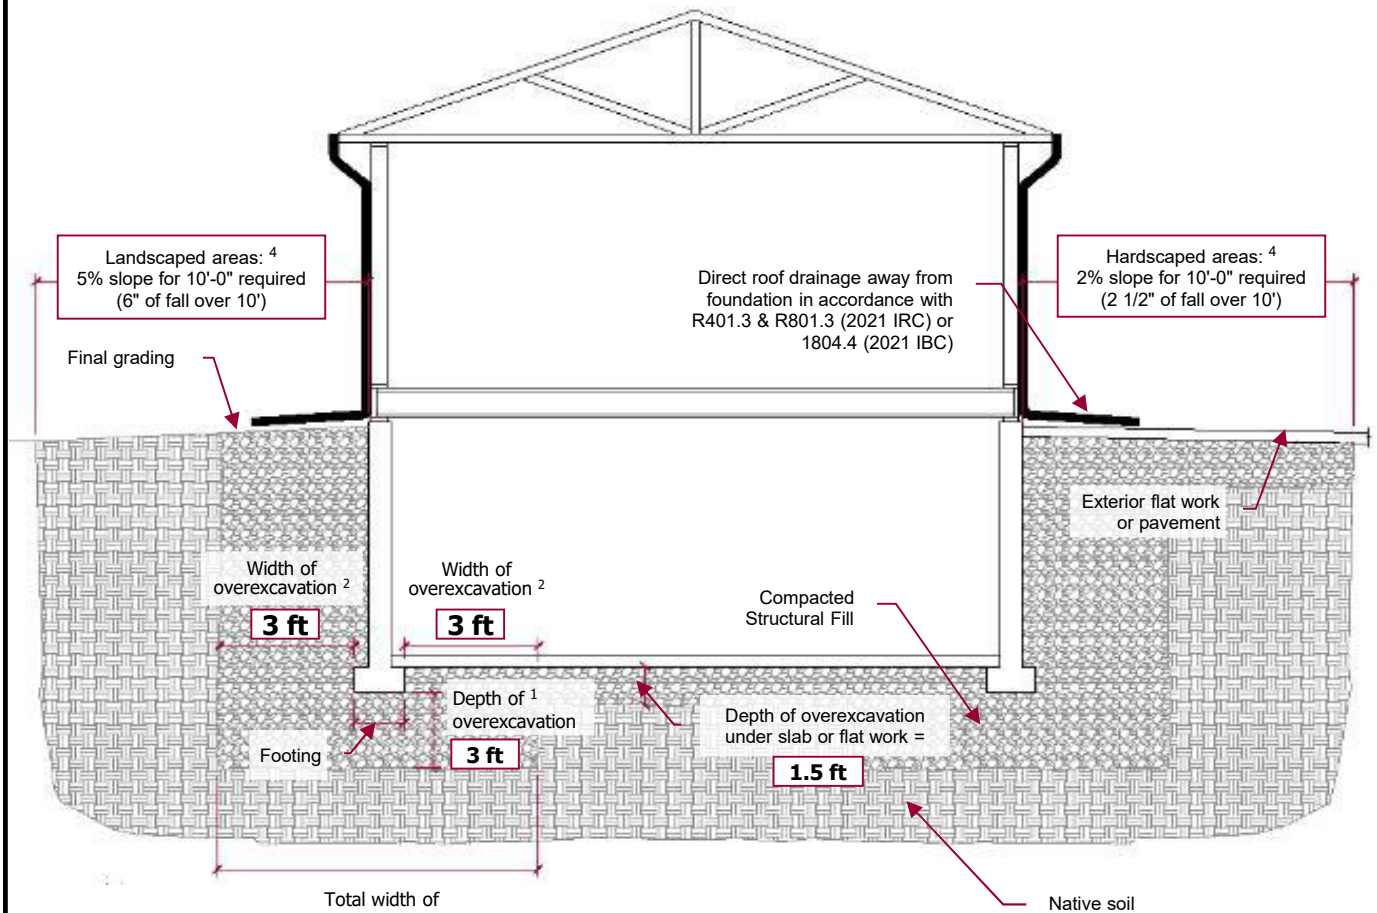 Landscaped areas: 4
5% slope for 10'-0" required
(6" of fall over 10')
Hardscaped areas: 4
2% slope for 10'-0" required
(2 1/2" of fall over 10')
Direct roof drainage away from
foundation in accordance with
R401.3 & R801.3 (2021 IRC) or
1804.4 (2021 IBC)
Final grading
Exterior flat work
or pavement
Width of
overexcavation 2
3 ft
Width of
overexcavation 2
3 ft
Compacted
Structural Fill
Depth of 1
overexcavation
3 ft
Footing
Depth of overexcavation
under slab or flat work =
1.5 ft
Total width of
Native soil